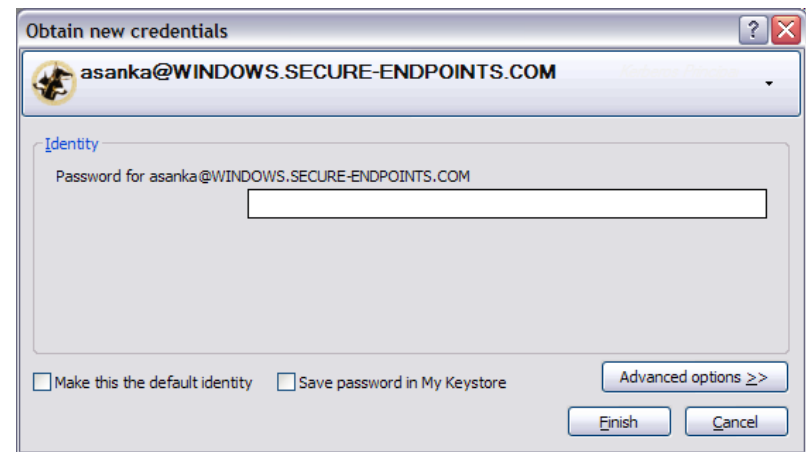 Obtain new credentials
asanka@WINDOWS.SECURE-ENDPOINTS.COM
Identity
Password for asanka@WINDOWS.SECURE-ENDPOINTS.COM
Make this the default identity
Save password in My Keystore
Advanced options >>
Finish
Cancel